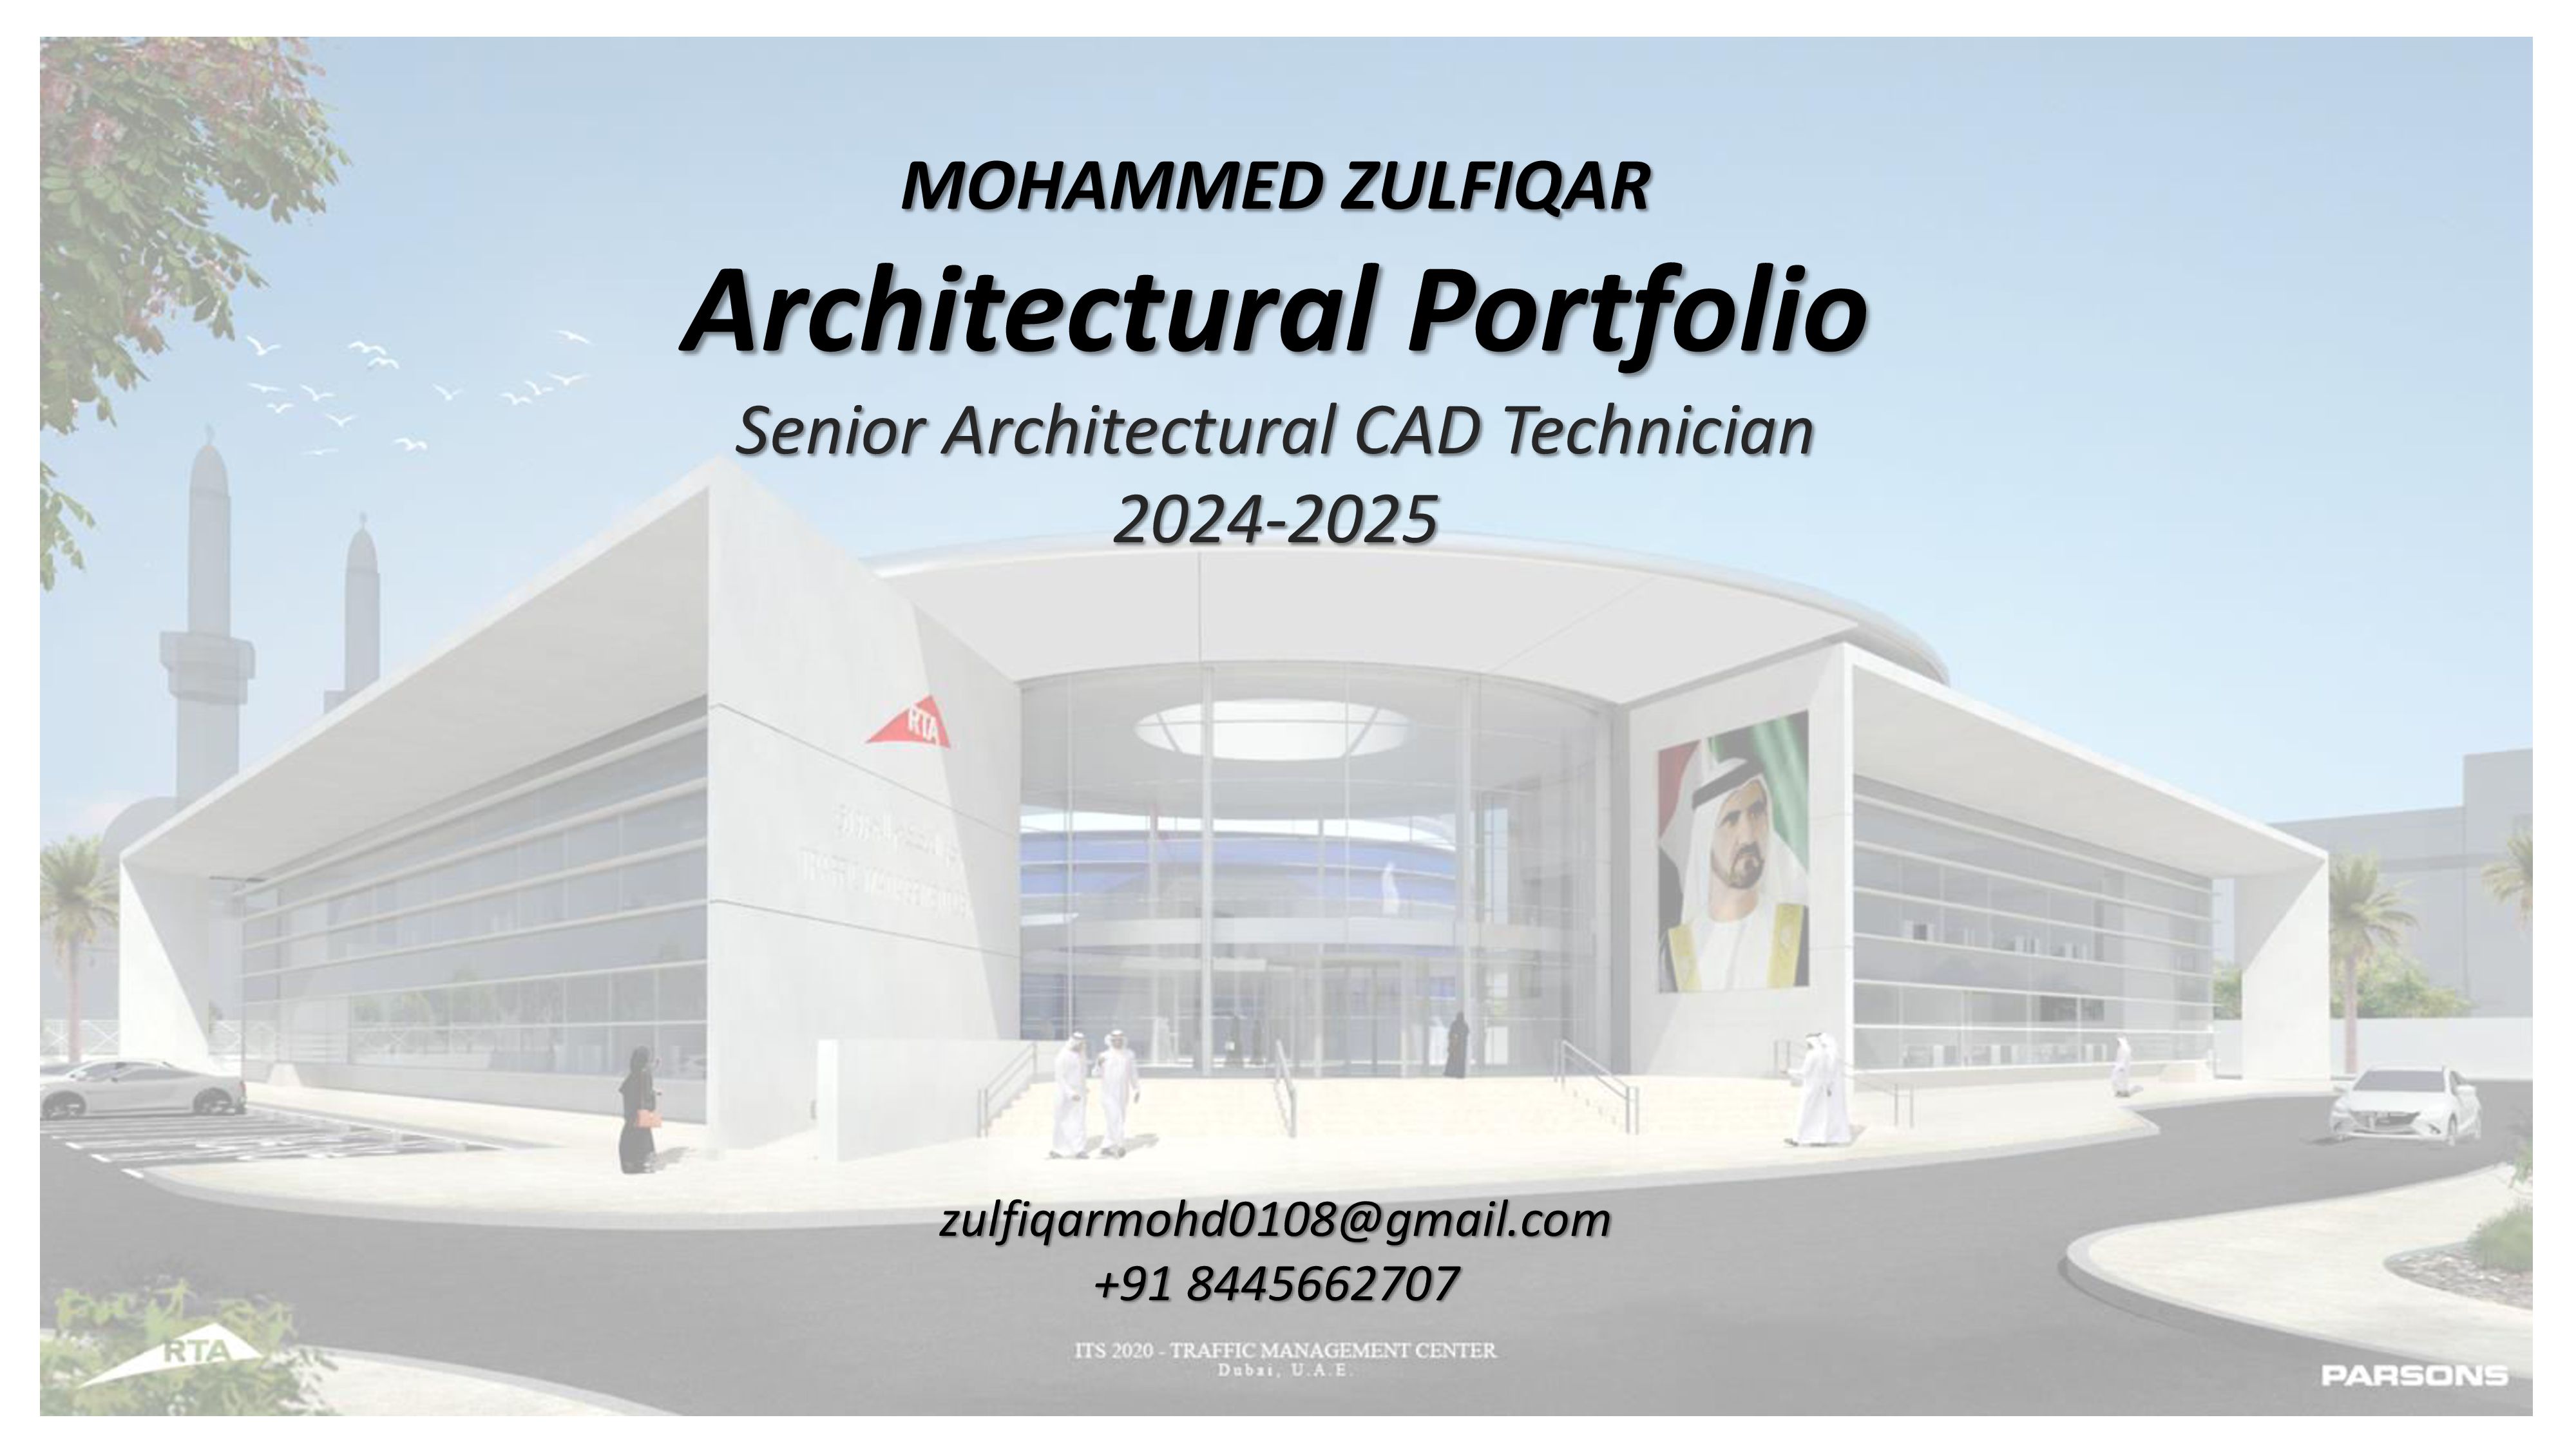 MOHAMMED ZULFIQAR
Architectural Portfolio
Senior Architectural CAD Technician
2024-2025
RTA
zulfiqarmohd0108@gmail.com
+91 8445662707
ITS 2020 - TRAFFIC MANAGEMENT CENTER
Dubai, U.A.E.
RTA
PARSONS